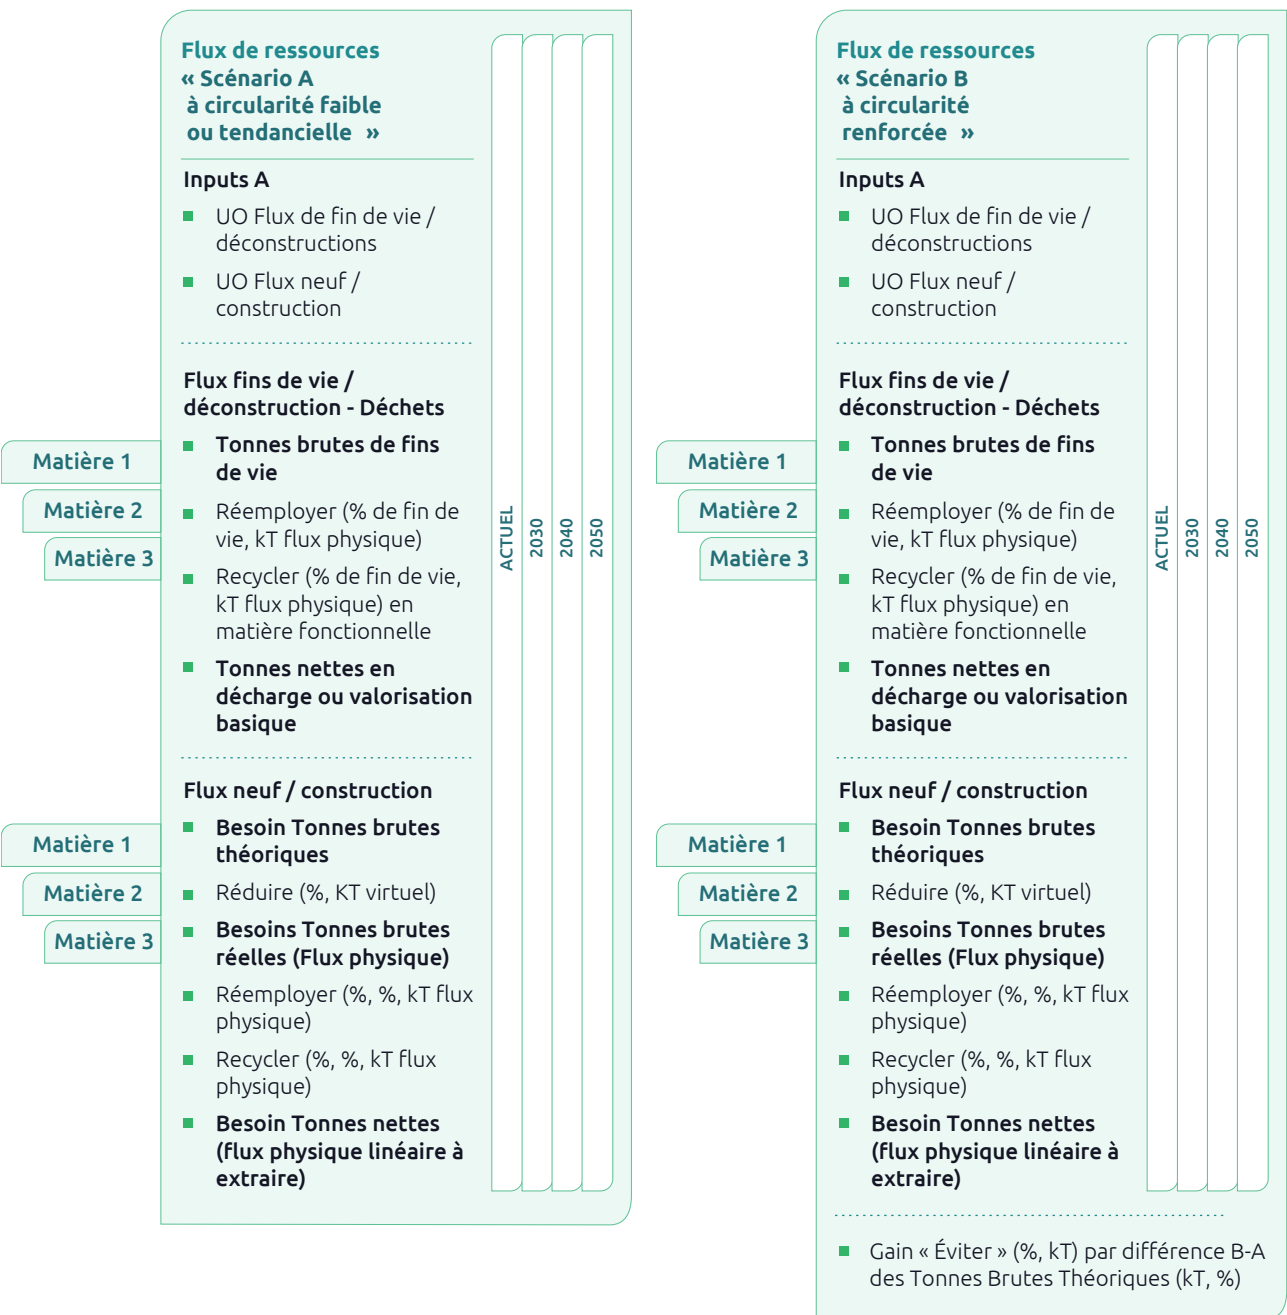 Flux de ressources
« Scénario A
à circularité faible
ou tendancielle »
Inputs A
UO Flux de fin de vie /
déconstructions
UO Flux neuf /
construction
Flux fins de vie /
déconstruction - Déchets
Tonnes brutes de fins
de vie
Réemployer (% de fin de
vie, kT flux physique)
Recycler (% de fin de vie,
kT flux physique) en
matière fonctionnelle
Tonnes nettes en
décharge ou valorisation
basique
Matière 1
Matière 2
Matière 3
Flux neuf / construction
Besoin Tonnes brutes
théoriques
Réduire (%, KT virtuel)
Besoins Tonnes brutes
réelles (Flux physique)
Réemployer (%, %, kT flux
physique)
Recycler (%, %, kT flux
physique)
Besoin Tonnes nettes
(flux physique linéaire à
extraire)
Matière 1
Matière 2
Matière 3
ACTUEL
2030
2040
2050
Flux de ressources
« Scénario B
à circularité
renforcée »
Inputs A
UO Flux de fin de vie /
déconstructions
UO Flux neuf /
construction
Flux fins de vie /
déconstruction - Déchets
Tonnes brutes de fins
de vie
Réemployer (% de fin de
vie, kT flux physique)
Recycler (% de fin de vie,
kT flux physique) en
matière fonctionnelle
Tonnes nettes en
décharge ou valorisation
basique
Matière 1
Matière 2
Matière 3
Flux neuf / construction
Besoin Tonnes brutes
théoriques
Réduire (%, KT virtuel)
Besoins Tonnes brutes
réelles (Flux physique)
Réemployer (%, %, kT flux
physique)
Recycler (%, %, kT flux
physique)
Besoin Tonnes nettes
(flux physique linéaire à
extraire)
Matière 1
Matière 2
Matière 3
ACTUEL
2030
2040
2050
Gain « Éviter » (%, kT) par différence B-A
des Tonnes Brutes Théoriques (kT, %)